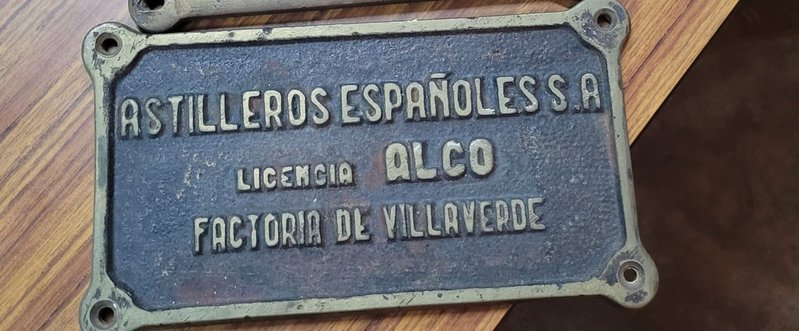 ASTILLEROS ESPAÑOLES S.A
LICENCIA ALCO
FACTORIA DE VILLAVERDE